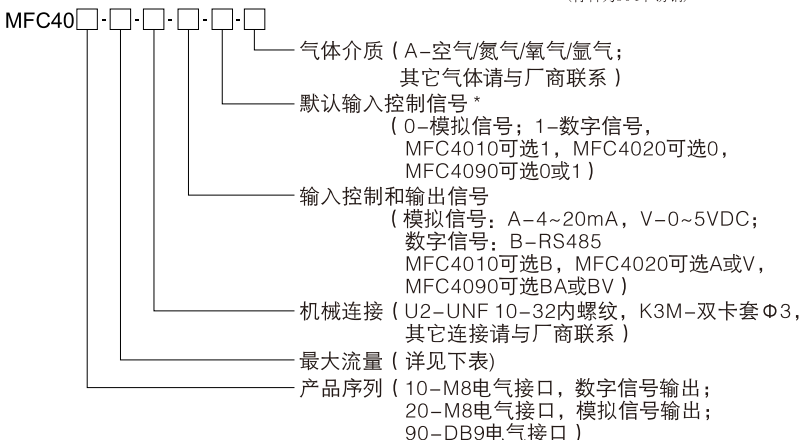 MFC40□-□-□-□-□-□
气体介质（A-空气/氮气/氧气/氩气；
其它气体请与厂商联系）
默认输入控制信号 *
（0-模拟信号；1-数字信号，
MFC4010可选1，MFC4020可选0，
MFC4090可选0或1）
输入控制和输出信号
（模拟信号：A-4~20mA，V-0~5VDC；
数字信号：B-RS485
MFC4010可选B，MFC4020可选A或V，
MFC4090可选BA或BV）
机械连接（U2-UNF 10-32内螺纹，K3M-双卡套Φ3，
其它连接请与厂商联系）
最大流量（详见下表)
产品序列（10-M8电气接口，数字信号输出；
20-M8电气接口，模拟信号输出；
90-DB9电气接口）